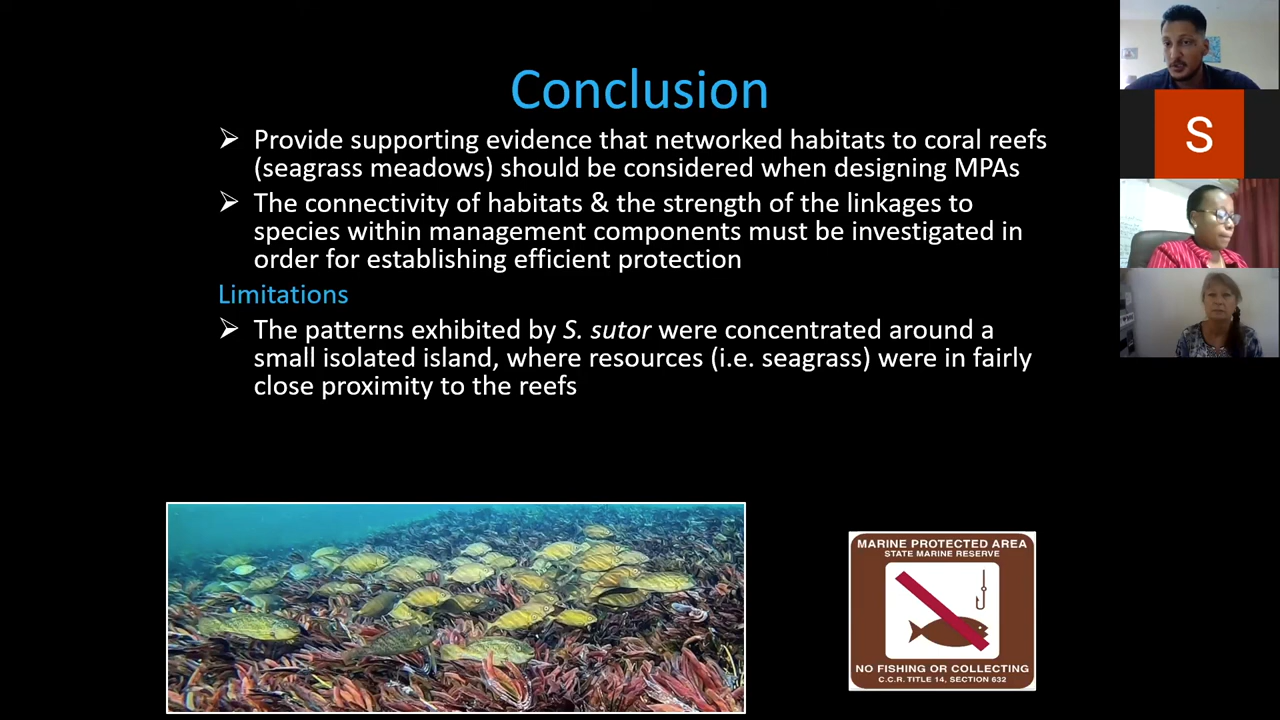 Conclusion
➢ Provide supporting evidence that networked habitats to coral reefs
(seagrass meadows) should be considered when designing MPAs
➢ The connectivity of habitats & the strength of the linkages to
species within management components must be investigated in
order for establishing efficient protection
Limitations
➢ The patterns exhibited by S. sutor were concentrated around a
small isolated island, where resources (i.e. seagrass) were in fairly
close proximity to the reefs
MARINE PROTECTED AREA
STATE MARINE RESERVE
NO FISHING OR COLLECTING
C.C.R. TITLE 14, SECTION 632
S